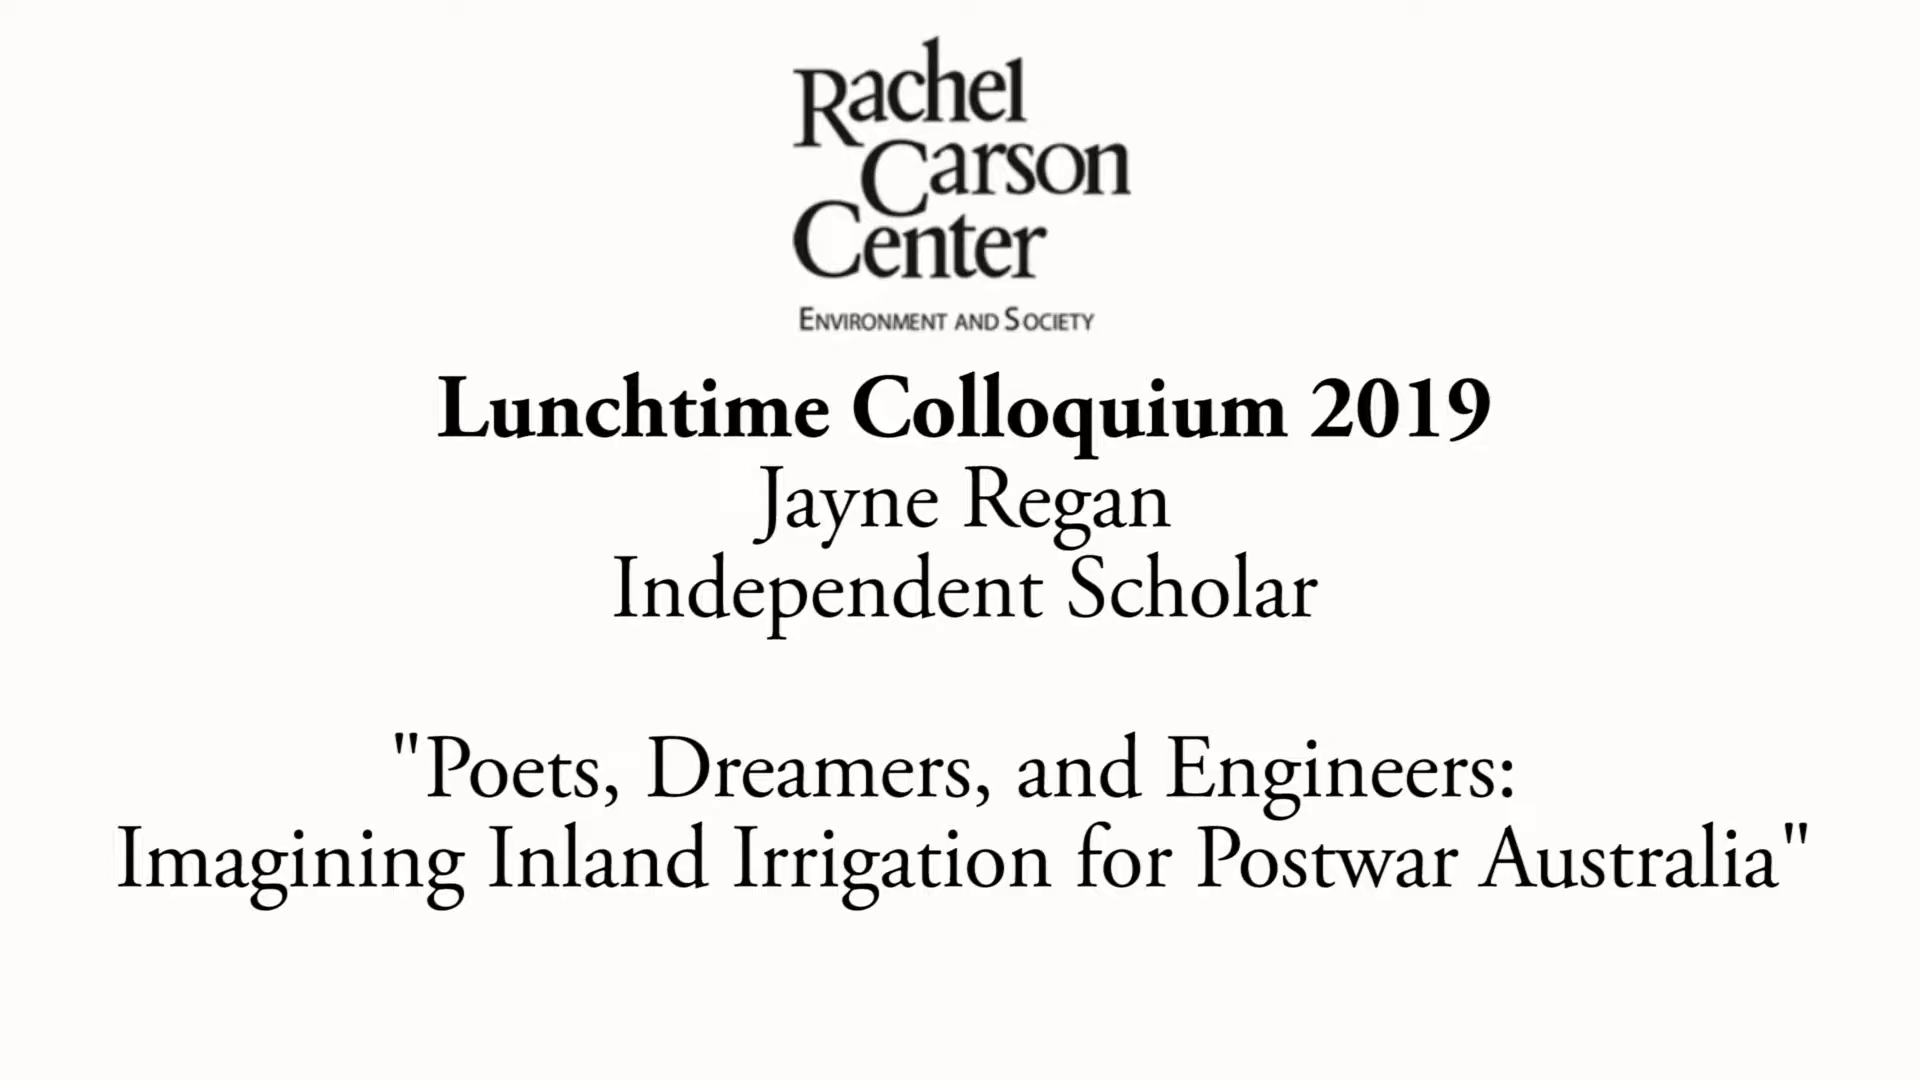 Rachel
Carson
Center
ENVIRONMENT AND SOCIETY
Lunchtime Colloquium 2019
Jayne Regan
Independent Scholar
"Poets, Dreamers, and Engineers:
Imagining Inland Irrigation for Postwar Australia"